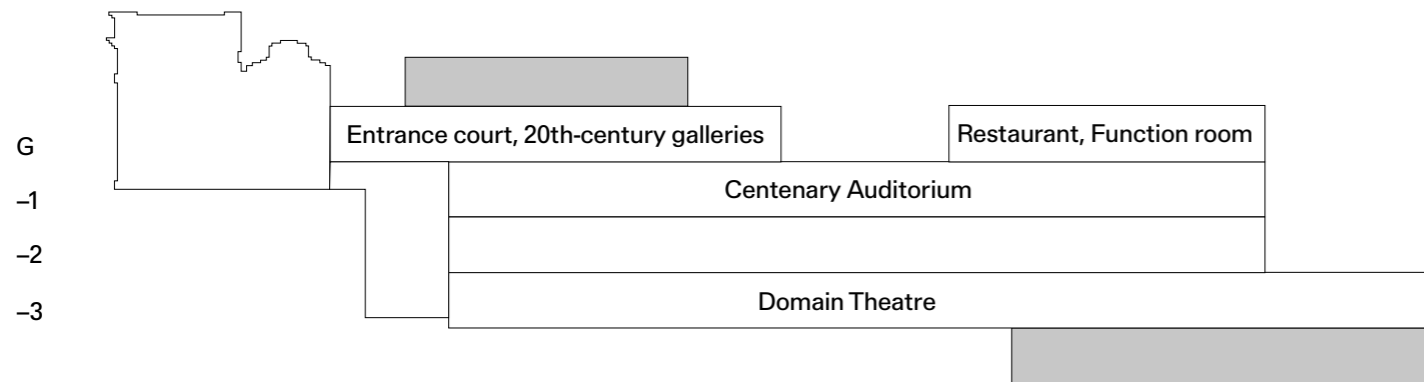 G
Entrance court, 20th-century galleries
Restaurant, Function room
–1
Centenary Auditorium
–2
–3
Domain Theatre